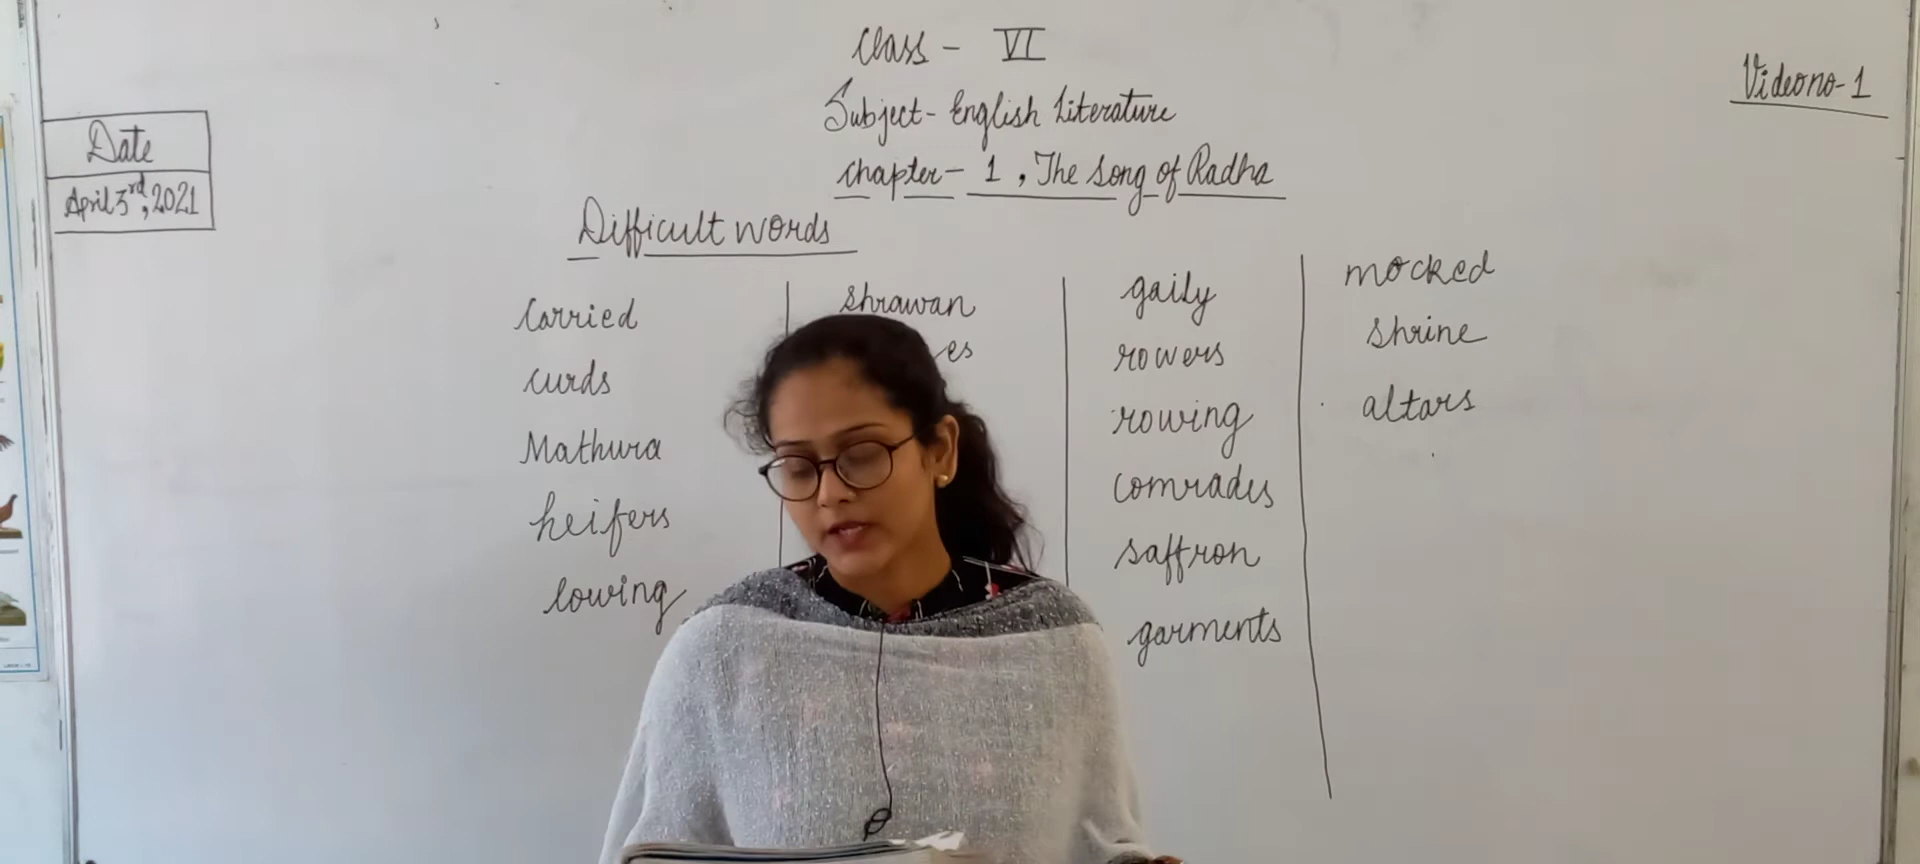 Class - VI
Subject - English Literature
Chapter - 1, The Song of Radha
Video no - 1
Date
April 3rd, 2021
Difficult words
Carried
curds
Mathura
heifers
lowing
Shrawan
gaily
rowers
rowing
comrades
saffron
garments
mocked
shrine
altars